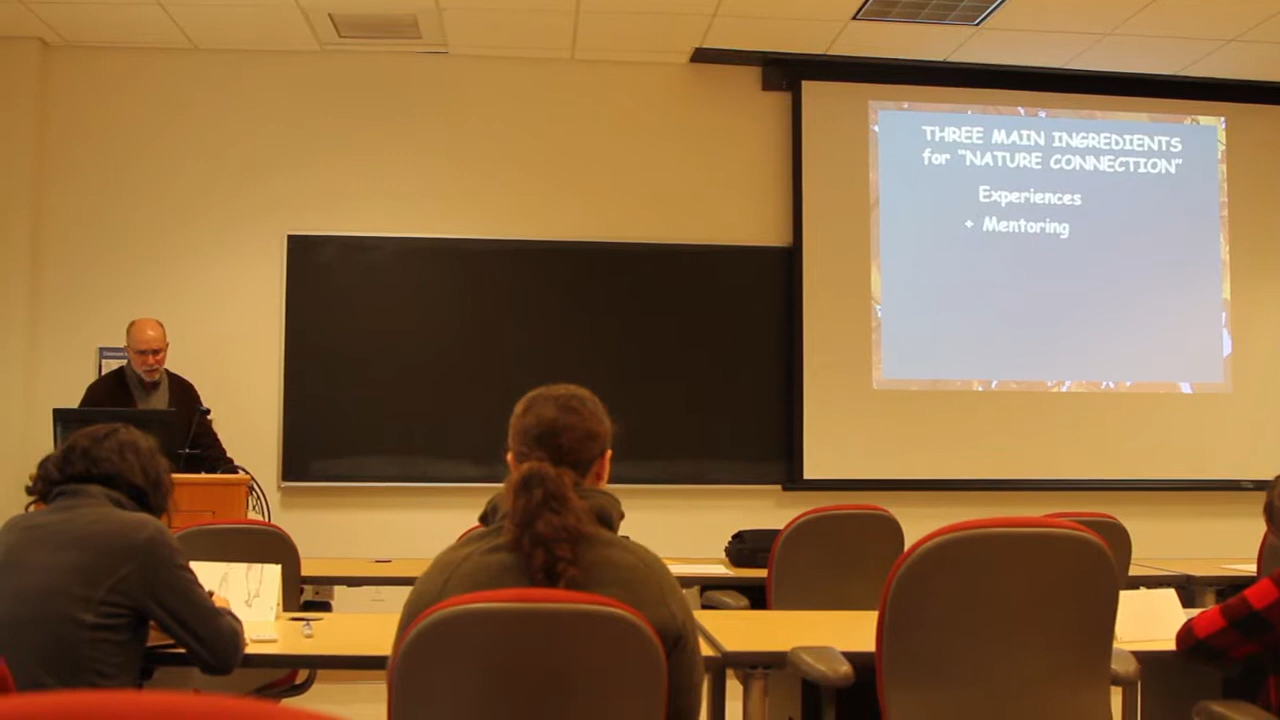 THREE MAIN INGREDIENTS
for "NATURE CONNECTION"
Experiences
+ Mentoring